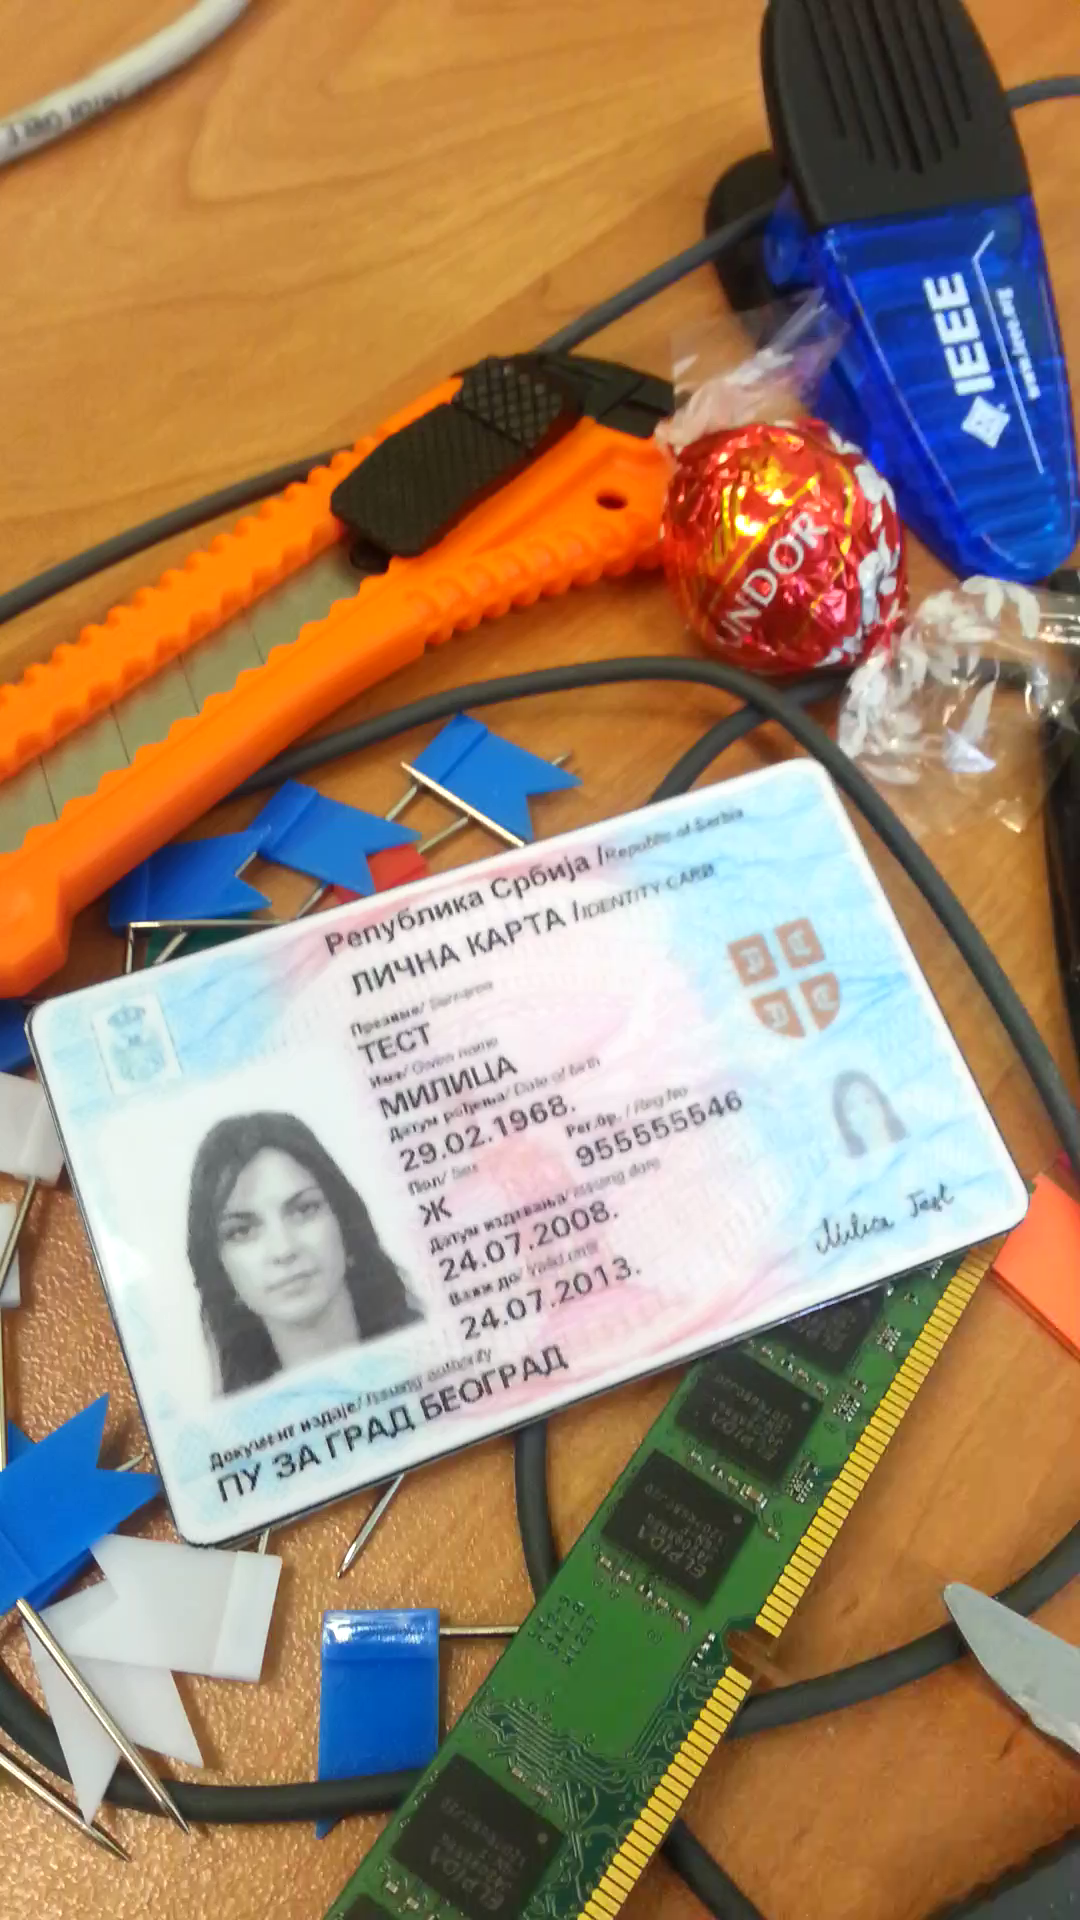 IEEE
LINDOR
Република Србија /Republic of Serbia
ЛИЧНА КАРТА /IDENTITY CARD
Презиме/ Surname
ТЕСТ
Име/ Given name
МИЛИЦА
Датум рођења/ Date of birth
29.02.1968.
Рег.бр. / Reg.No
955555546
Пол/ Sex
Ж
Датум издавања/ Issuing date
24.07.2008.
Важи до/ Valid until
24.07.2013.
Milica Test
Документ издаје/ Issuing authority
ПУ ЗА ГРАД БЕОГРАД
ELPIDA
ELPIDA
ELPIDA